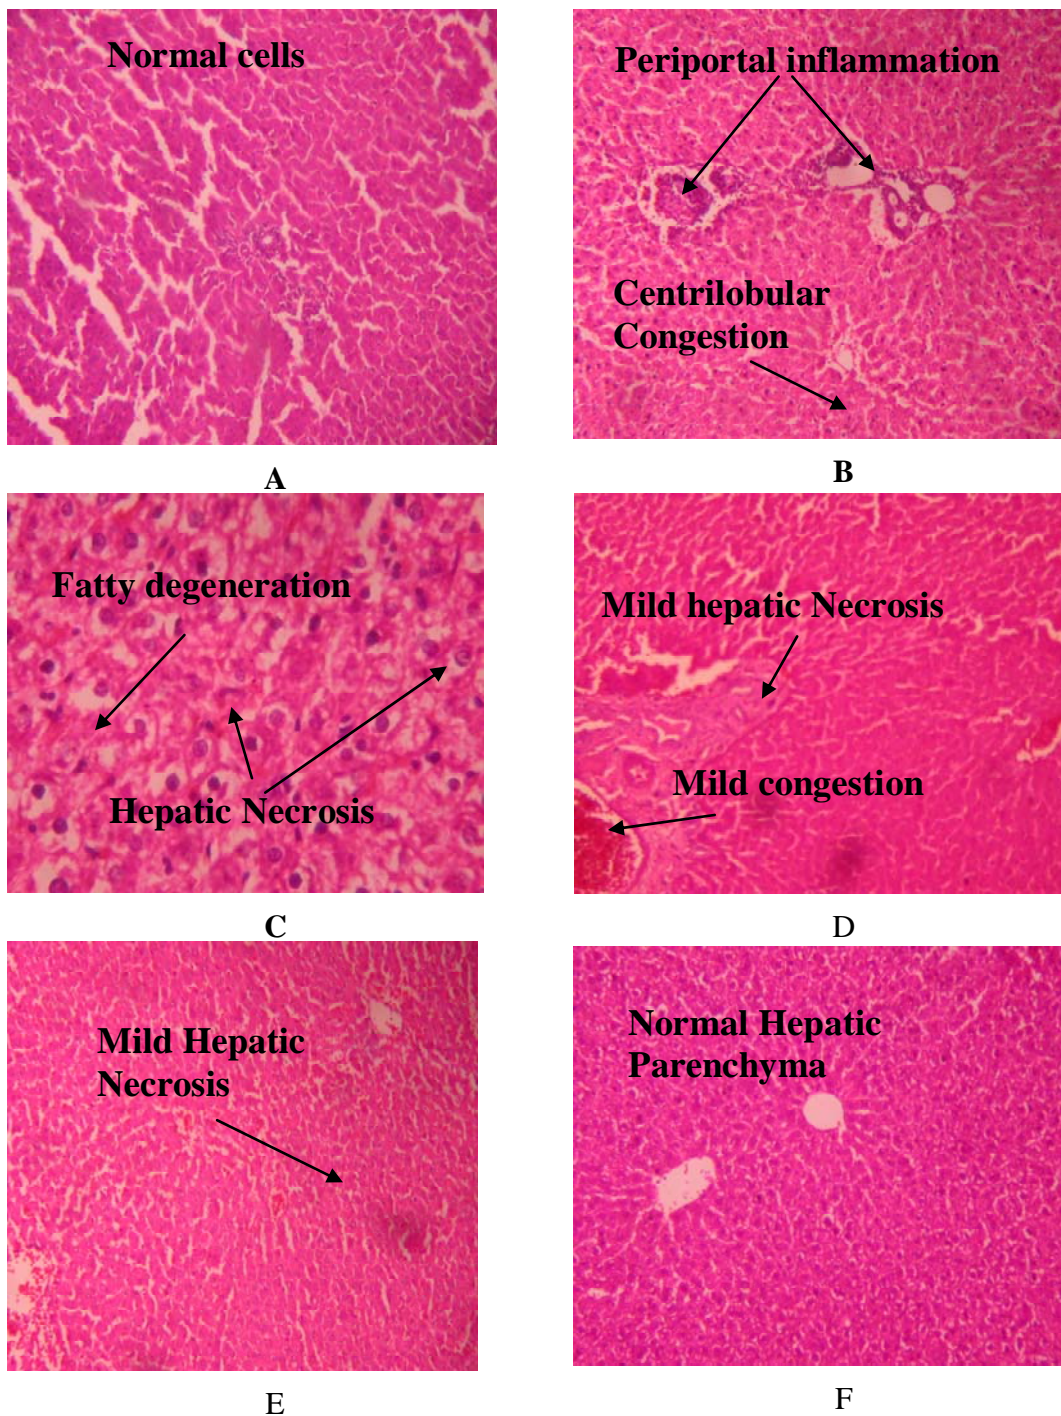 Normal cells
Periportal inflammation
Centrilobular
Congestion
A
B
Fatty degeneration
Hepatic Necrosis
Mild hepatic Necrosis
Mild congestion
C
D
Mild Hepatic
Necrosis
Normal Hepatic
Parenchyma
E
F